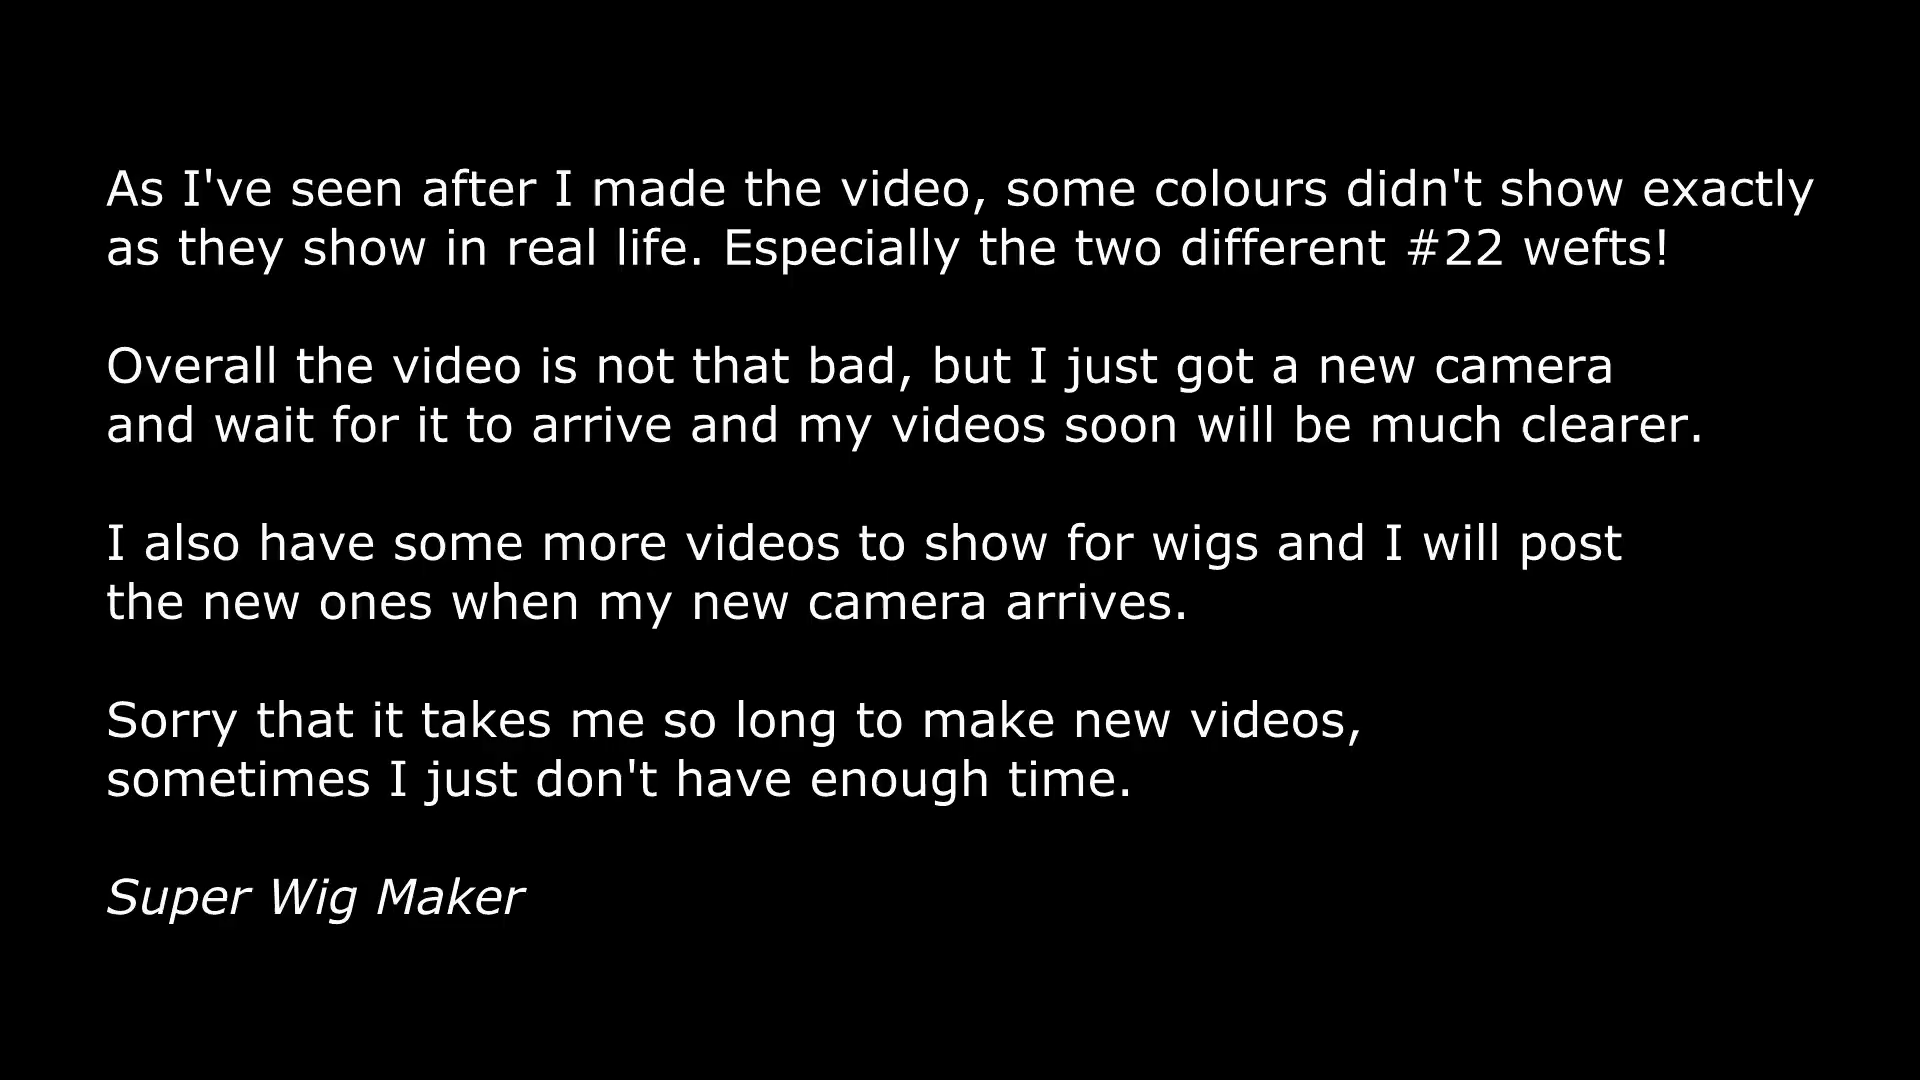 As I've seen after I made the video, some colours didn't show exactly
as they show in real life. Especially the two different #22 wefts!
Overall the video is not that bad, but I just got a new camera
and wait for it to arrive and my videos soon will be much clearer.
I also have some more videos to show for wigs and I will post
the new ones when my new camera arrives.
Sorry that it takes me so long to make new videos,
sometimes I just don't have enough time.
Super Wig Maker